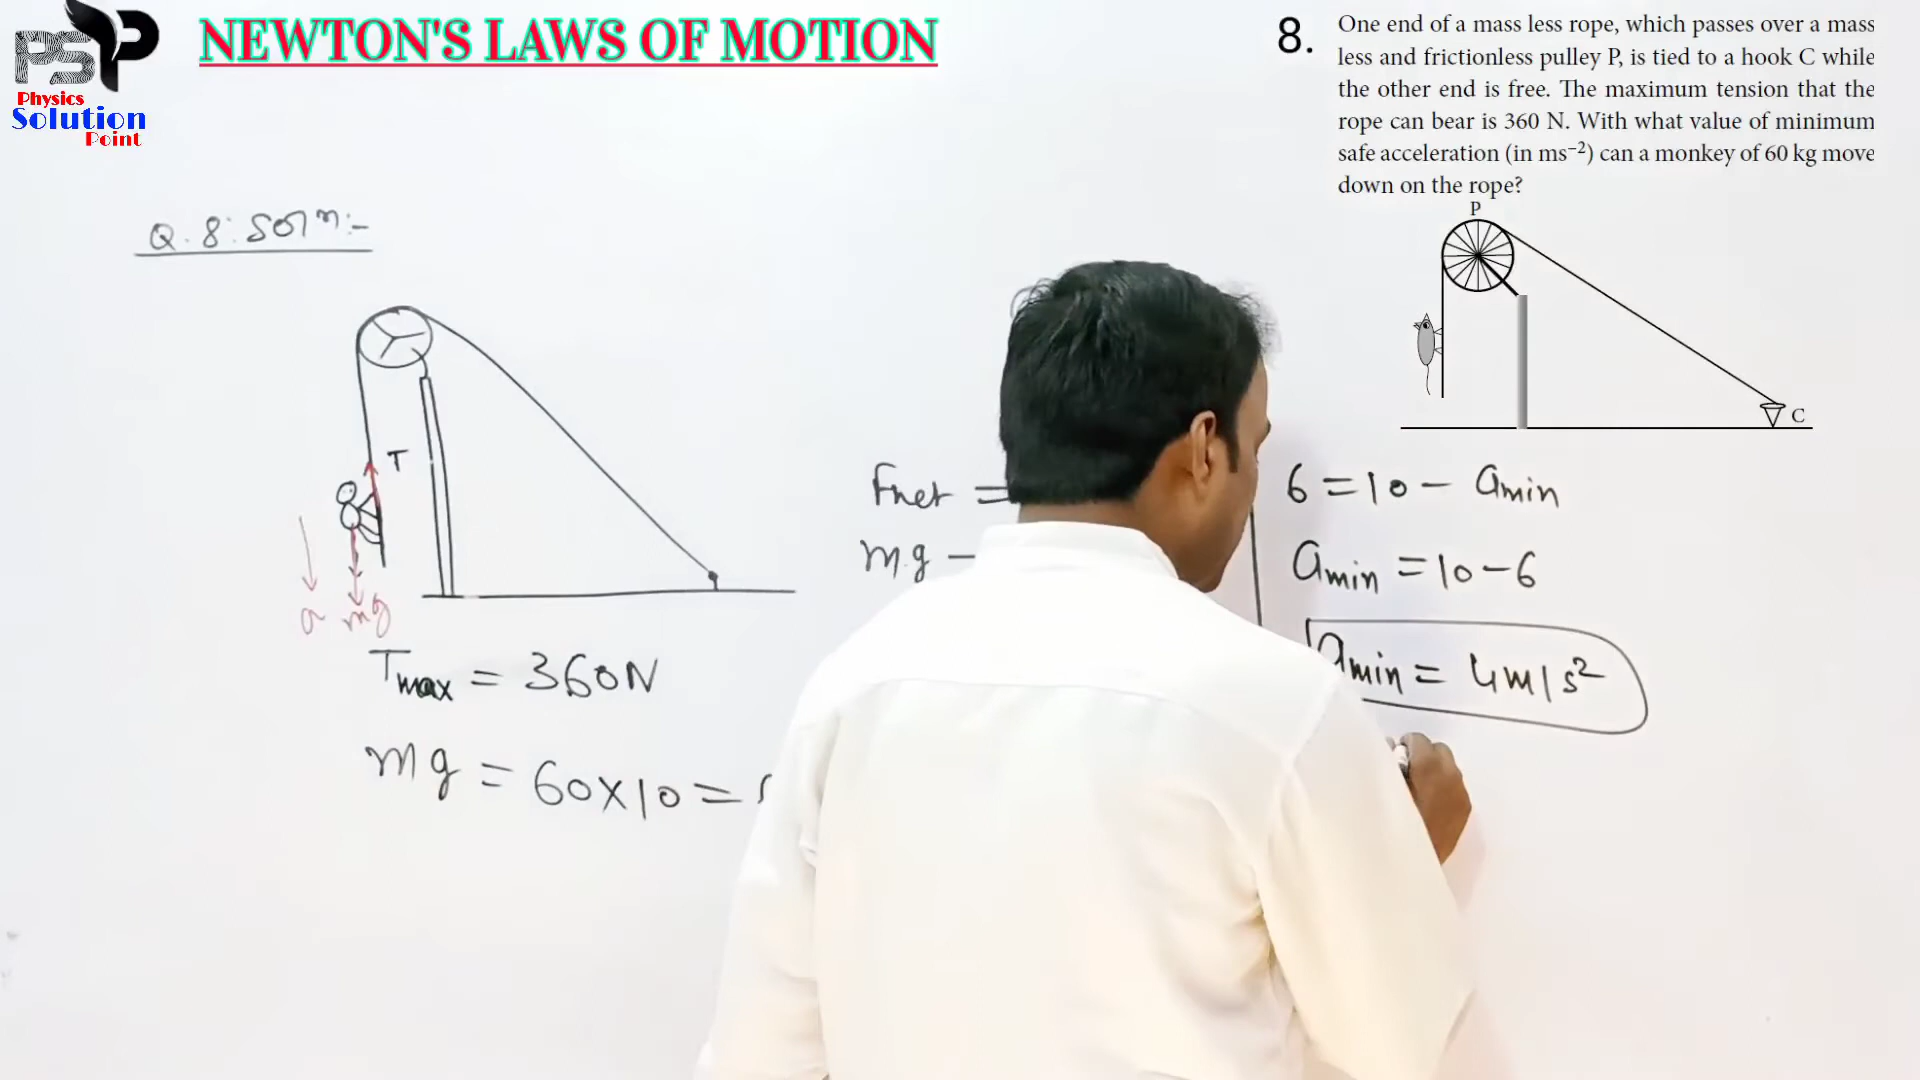 PSP
Physics
Solution
Point
NEWTON'S LAWS OF MOTION
8. One end of a mass less rope, which passes over a mass
less and frictionless pulley P, is tied to a hook C while
the other end is free. The maximum tension that the
rope can bear is 360 N. With what value of minimum
safe acceleration (in ms⁻²) can a monkey of 60 kg move
down on the rope?
P
C
Q.8: Solⁿ:-
T
a
mg
Tmax = 360N
mg = 60×10 =
Fnet =
mg −
6 = 10 − amin
amin = 10−6
amin = 4m/s²